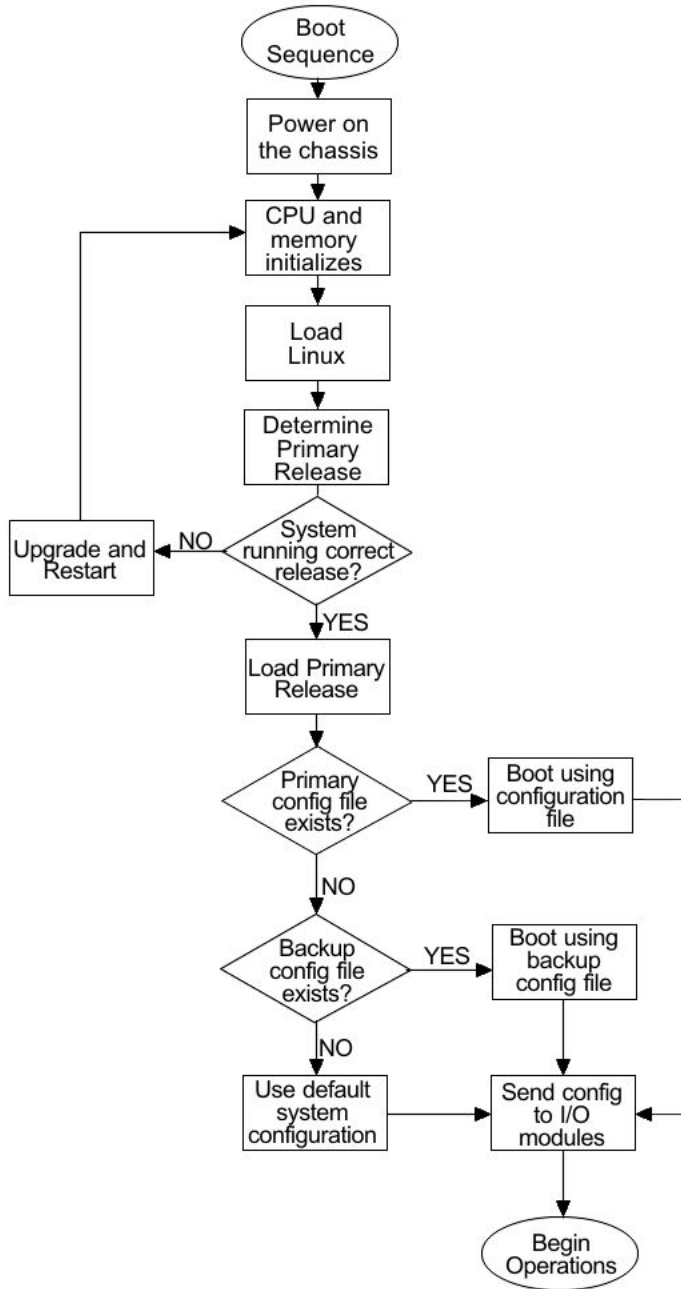 Boot
Sequence
Power on
the chassis
CPU and
memory
initializes
Load
Linux
Determine
Primary
Release
System
running correct
release?
NO
Upgrade and
Restart
YES
Load Primary
Release
Primary
config file
exists?
YES
Boot using
configuration
file
NO
Backup
config file
exists?
YES
Boot using
backup
config file
NO
Use default
system
configuration
Send config
to I/O
modules
Begin
Operations